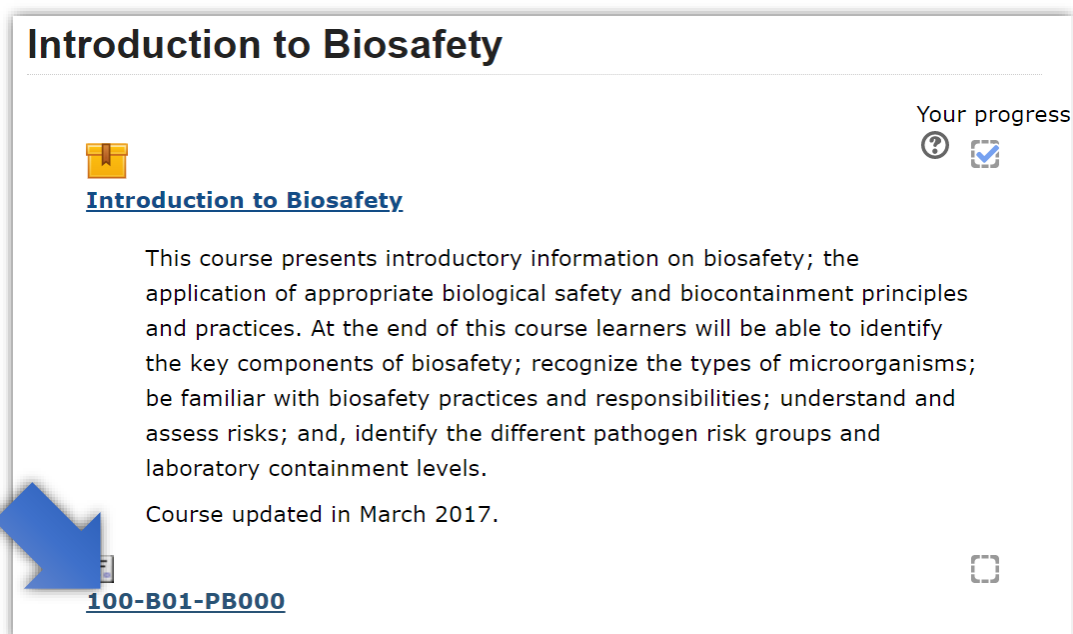 Introduction to Biosafety
Your progress
Introduction to Biosafety
This course presents introductory information on biosafety; the
application of appropriate biological safety and biocontainment principles
and practices. At the end of this course learners will be able to identify
the key components of biosafety; recognize the types of microorganisms;
be familiar with biosafety practices and responsibilities; understand and
assess risks; and, identify the different pathogen risk groups and
laboratory containment levels.
Course updated in March 2017.
100-B01-PB000